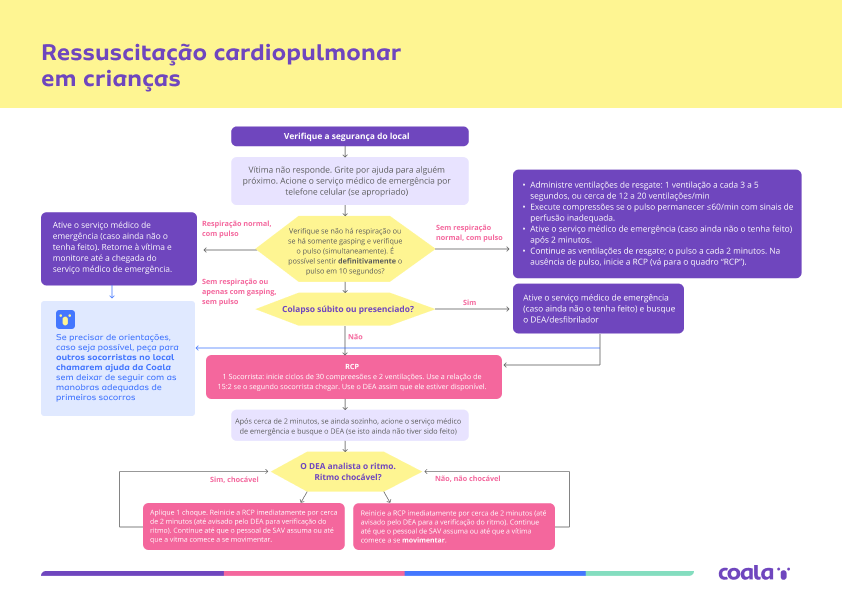 Ressuscitação cardiopulmonar
em crianças
Verifique a segurança do local
Vítima não responde. Grite por ajuda para alguém
próximo. Acione o serviço médico de emergência por
telefone celular (se apropriado)
Respiração normal,
com pulso
Verifique se não há respiração ou
se há somente gasping e verifique
o pulso (simultaneamente). É
possível sentir definitivamente o
pulso em 10 segundos?
Sem respiração
normal, com pulso
Ative o serviço médico de
emergência (caso ainda não o
tenha feito). Retorne à vítima e
monitore até a chegada do
serviço médico de emergência.
• Administre ventilações de resgate: 1 ventilação a cada 3 a 5
segundos, ou cerca de 12 a 20 ventilações/min
• Execute compressões se o pulso permanecer ≤60/min com sinais de
perfusão inadequada.
• Ative o serviço médico de emergência (caso ainda não o tenha feito)
após 2 minutos.
• Continue as ventilações de resgate; o pulso a cada 2 minutos. Na
ausência de pulso, inicie a RCP (vá para o quadro "RCP").
Sem respiração ou
apenas com gasping,
sem pulso
Colapso súbito ou presenciado?
Sim
Ative o serviço médico de emergência
(caso ainda não o tenha feito) e busque
o DEA/desfibrilador
Não
Se precisar de orientações,
caso seja possível, peça para
outros socorristas no local
chamarem ajuda da Coala
sem deixar de seguir com as
manobras adequadas de
primeiros socorros
RCP
1 Socorrista: inicie ciclos de 30 compreesões e 2 ventilações. Use a relação de
15:2 se o segundo socorrista chegar. Use o DEA assim que ele estiver disponível.
Após cerca de 2 minutos, se ainda sozinho, acione o serviço médico
de emergência e busque o DEA (se isto ainda não tiver sido feito)
O DEA analista o ritmo.
Ritmo chocável?
Sim, chocável
Não, não chocável
Aplique 1 choque. Reinicie a RCP imediatamente por cerca
de 2 minutos (até avisado pelo DEA para verificação do
ritmo). Continue até que o pessoal de SAV assuma ou até
que a vítma comece a se movimentar.
Reinicie a RCP imediatamente por cerca de 2 minutos (até
avisado pelo DEA para a verificação do ritmo). Continue
até que o pessoal de SAV assuma ou até que a vítima
comece a se movimentar.
coala